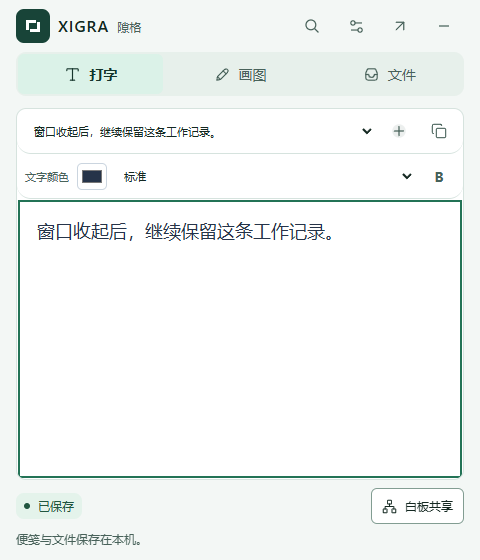 XIGRA 隙格
打字 画图 文件
窗口收起后，继续保留这条工作记录。
文字颜色 标准 B
窗口收起后，继续保留这条工作记录。
已保存 白板共享
便笺与文件保存在本机。